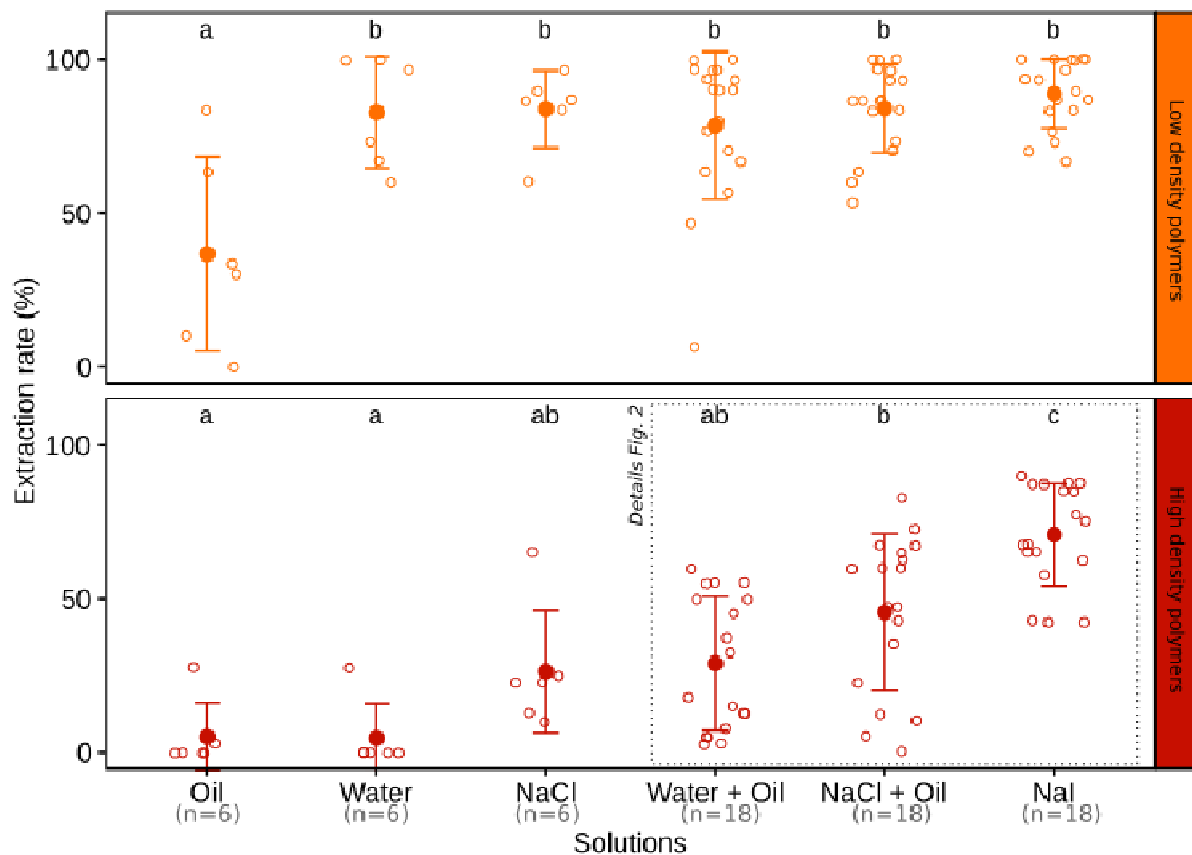 a b b b b b
100
50
0
Low density polymers
Extraction rate (%)
a a ab ab b c
Details Fig. 2
100
50
0
High density polymers
Oil Water NaCl Water + Oil NaCl + Oil NaI
(n=6) (n=6) (n=6) (n=18) (n=18) (n=18)
Solutions